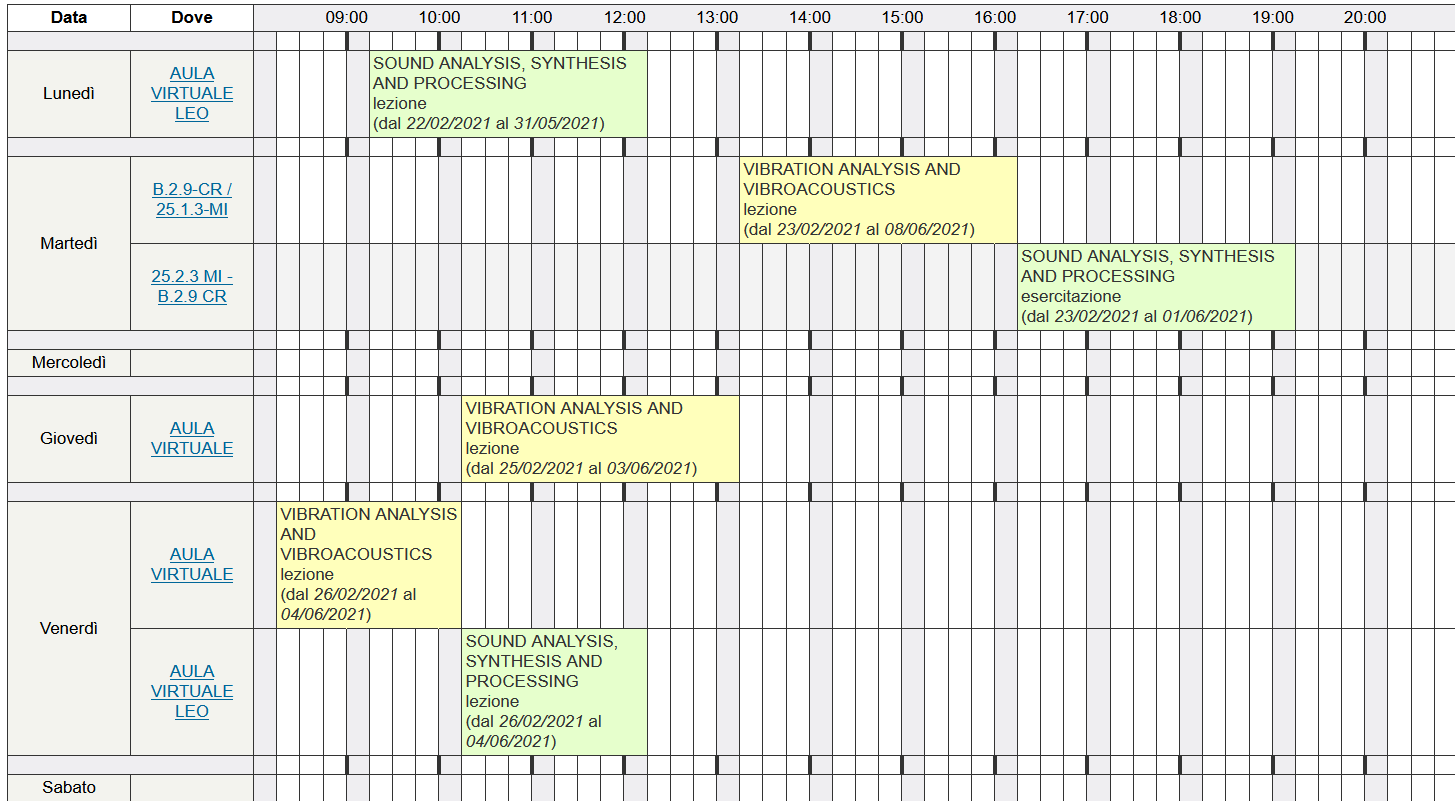 Data Dove 09:00 10:00 11:00 12:00 13:00 14:00 15:00 16:00 17:00 18:00 19:00 20:00
Lunedì
AULA
VIRTUALE
LEO
SOUND ANALYSIS, SYNTHESIS
AND PROCESSING
lezione
(dal 22/02/2021 al 31/05/2021)
Martedì
B.2.9-CR /
25.1.3-MI
VIBRATION ANALYSIS AND
VIBROACOUSTICS
lezione
(dal 23/02/2021 al 08/06/2021)
25.2.3 MI -
B.2.9 CR
SOUND ANALYSIS, SYNTHESIS
AND PROCESSING
esercitazione
(dal 23/02/2021 al 01/06/2021)
Mercoledì
Giovedì
AULA
VIRTUALE
VIBRATION ANALYSIS AND
VIBROACOUSTICS
lezione
(dal 25/02/2021 al 03/06/2021)
Venerdì
AULA
VIRTUALE
VIBRATION ANALYSIS
AND
VIBROACOUSTICS
lezione
(dal 26/02/2021 al
04/06/2021)
AULA
VIRTUALE
LEO
SOUND ANALYSIS,
SYNTHESIS AND
PROCESSING
lezione
(dal 26/02/2021 al
04/06/2021)
Sabato